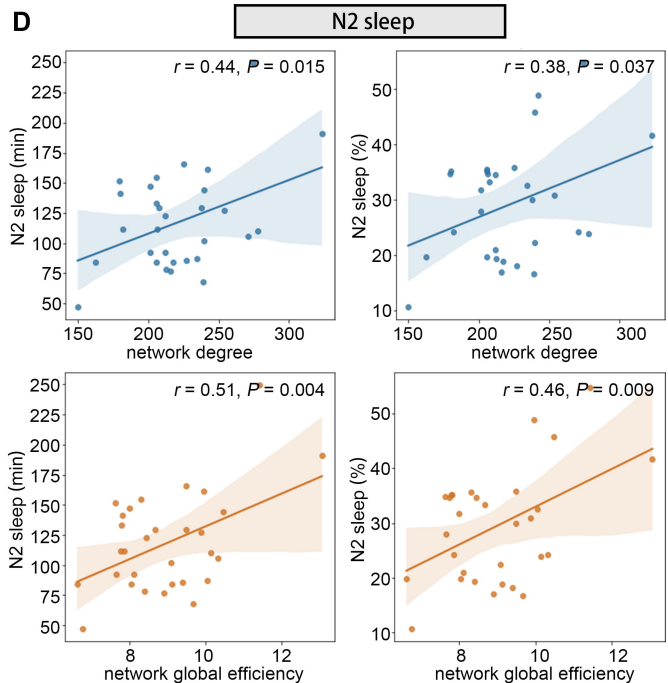 D
N2 sleep
r = 0.44, P = 0.015
N2 sleep (min)
250
225
200
175
150
125
100
75
50
150 200 250 300
network degree
r = 0.38, P = 0.037
N2 sleep (%)
50
40
30
20
10
150 200 250 300
network degree
r = 0.51, P = 0.004
N2 sleep (min)
250
225
200
175
150
125
100
75
50
8 10 12
network global efficiency
r = 0.46, P = 0.009
N2 sleep (%)
50
40
30
20
10
8 10 12
network global efficiency